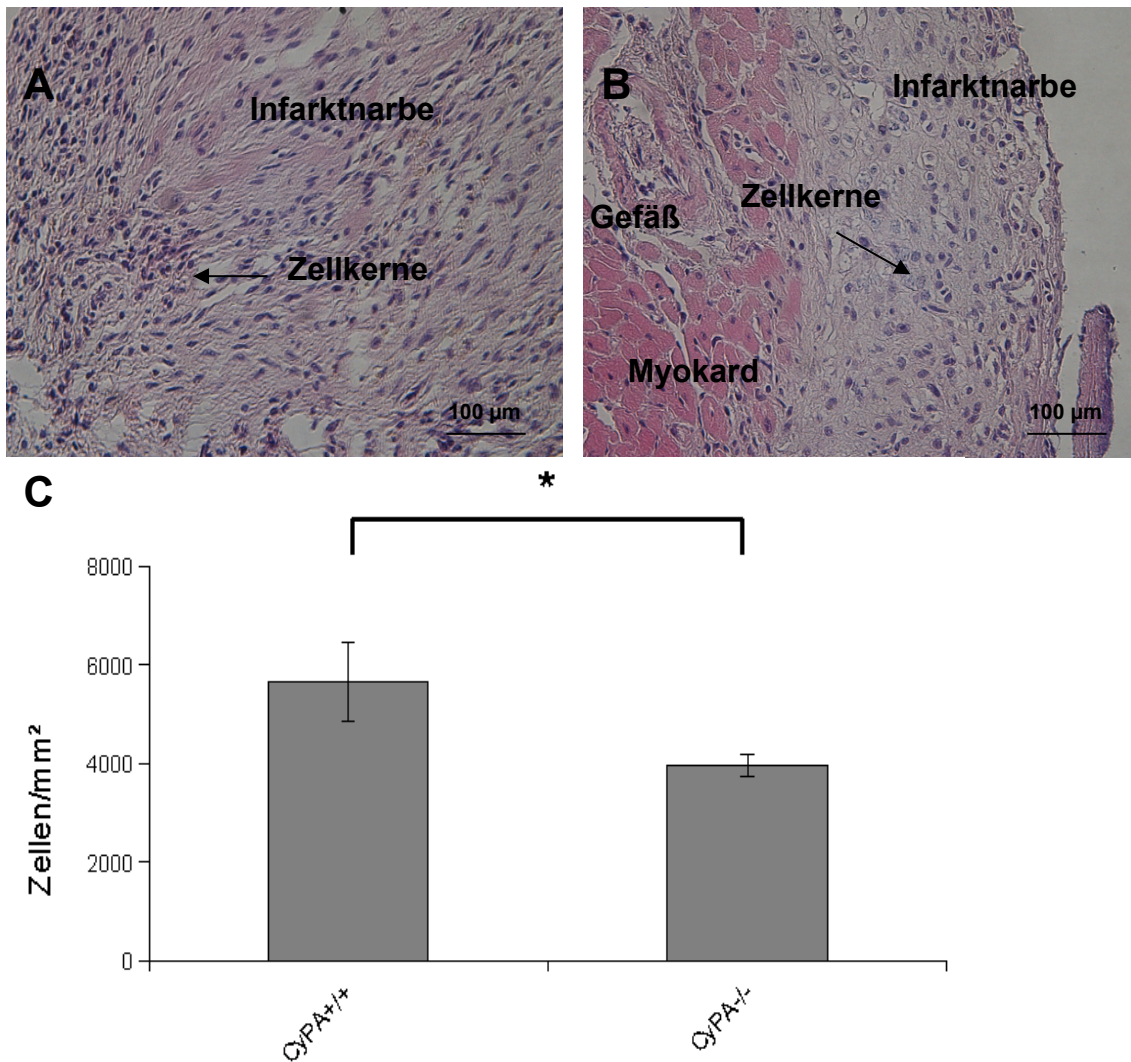 A
Infarktnarbe
Zellkerne
100 µm
B
Infarktnarbe
Zellkerne
Gefäß
Myokard
100 µm
C
*
8000
6000
4000
2000
0
Zellen/mm²
CyPA+/+
CyPA-/-